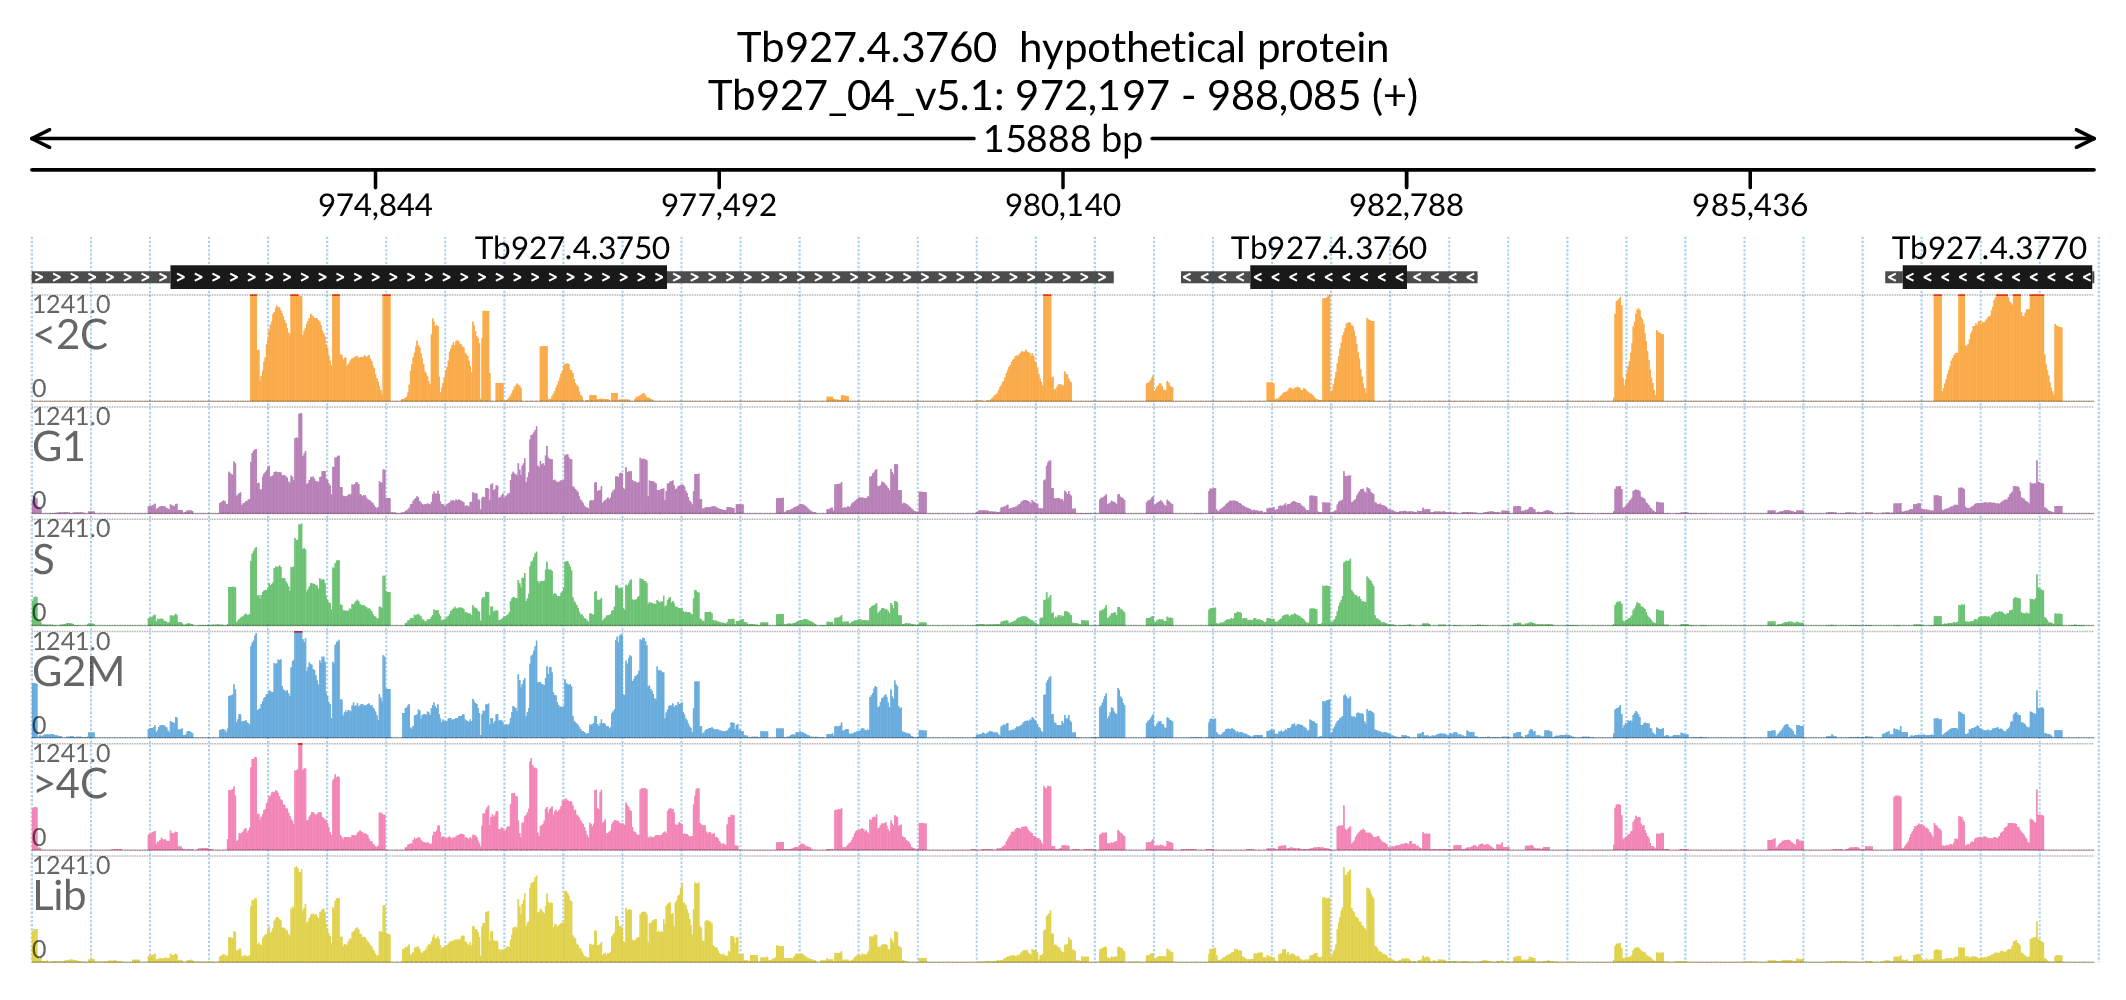 Tb927.4.3760  hypothetical protein
Tb927_04_v5.1: 972,197 - 988,085 (+)
15888 bp
974,844 977,492 980,140 982,788 985,436
Tb927.4.3750 Tb927.4.3760 Tb927.4.3770
1241.0
<2C
0
1241.0
G1
0
1241.0
S
0
1241.0
G2M
0
1241.0
>4C
0
1241.0
Lib
0